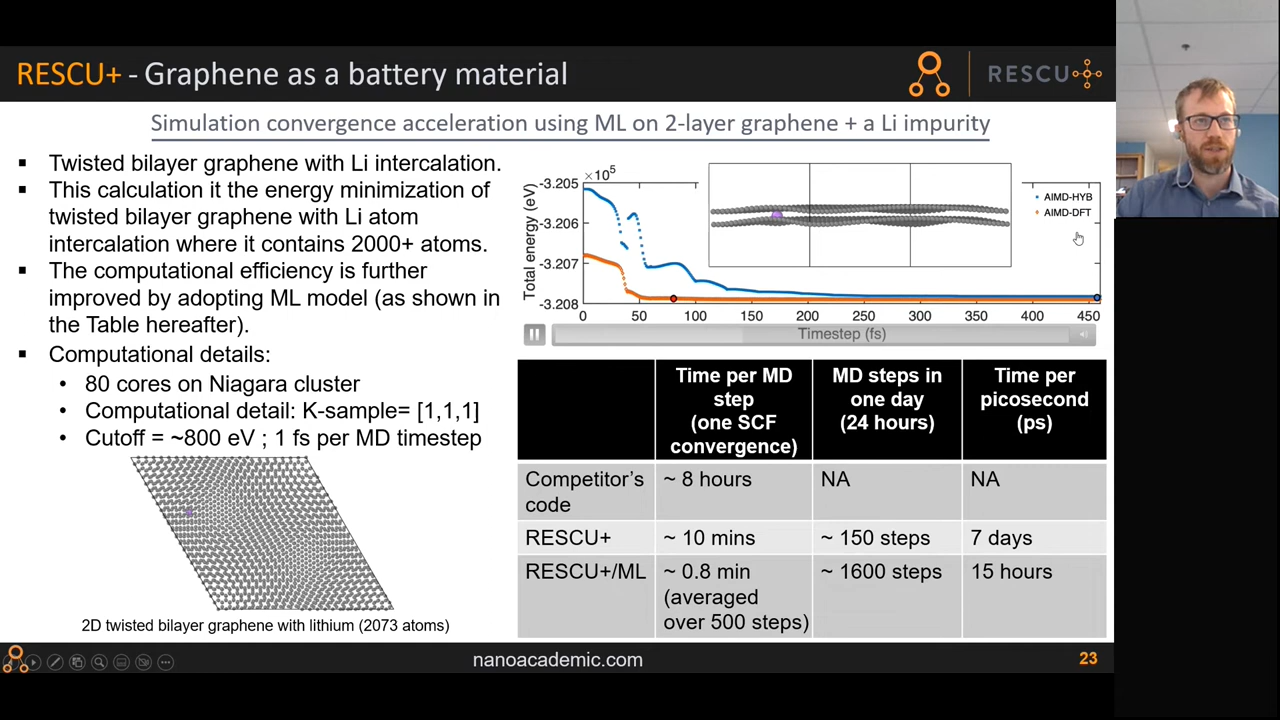 RESCU+ - Graphene as a battery material
RESCU
Simulation convergence acceleration using ML on 2-layer graphene + a Li impurity
▪ Twisted bilayer graphene with Li intercalation.
▪ This calculation it the energy minimization of
twisted bilayer graphene with Li atom
intercalation where it contains 2000+ atoms.
▪ The computational efficiency is further
improved by adopting ML model (as shown in
the Table hereafter).
▪ Computational details:
• 80 cores on Niagara cluster
• Computational detail: K-sample= [1,1,1]
• Cutoff = ~800 eV ; 1 fs per MD timestep
2D twisted bilayer graphene with lithium (2073 atoms)
×10⁵
Total energy (eV)
-3.205
-3.206
-3.207
-3.208
AIMD-HYB
AIMD-DFT
0 50 100 150 200 250 300 350 400 450
Timestep (fs)
Time per MD
step
(one SCF
convergence)
MD steps in
one day
(24 hours)
Time per
picosecond
(ps)
Competitor's
code
~ 8 hours
NA
NA
RESCU+
~ 10 mins
~ 150 steps
7 days
RESCU+/ML
~ 0.8 min
(averaged
over 500 steps)
~ 1600 steps
15 hours
nanoacademic.com
23